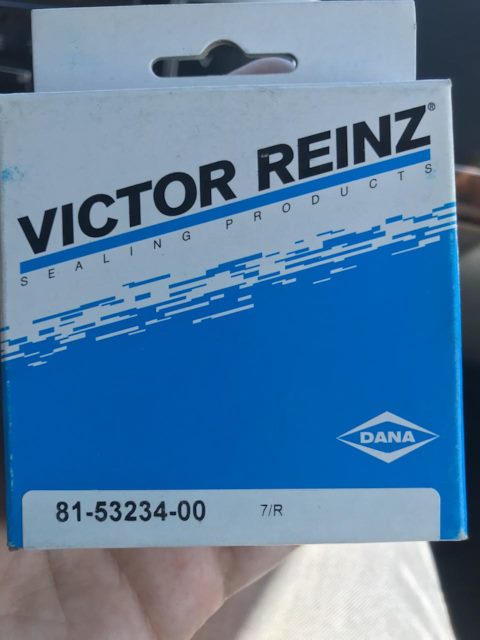 VICTOR REINZ®
SEALING PRODUCTS
DANA
81-53234-00 7/R